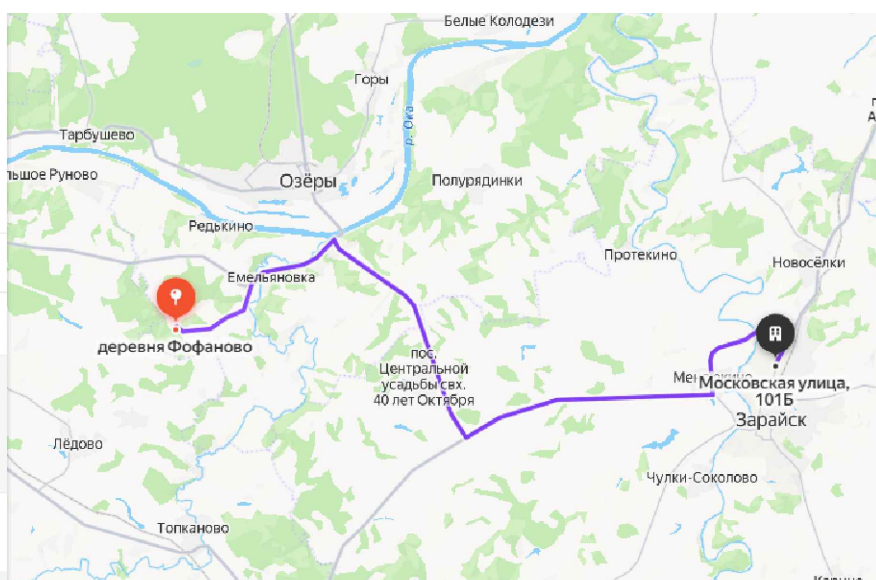 Белые Колодези
Горы
р. Ока
Тарбушево
льшое Руново
Озёры
Полурядинки
Редькино
Протекино
Новосёлки
Емельяновка
деревня Фофаново
пос.
Центральной
усадьбы свх.
40 лет Октября
Московская улица,
101Б
Зарайск
Лёдово
Чулки-Соколово
Топканово